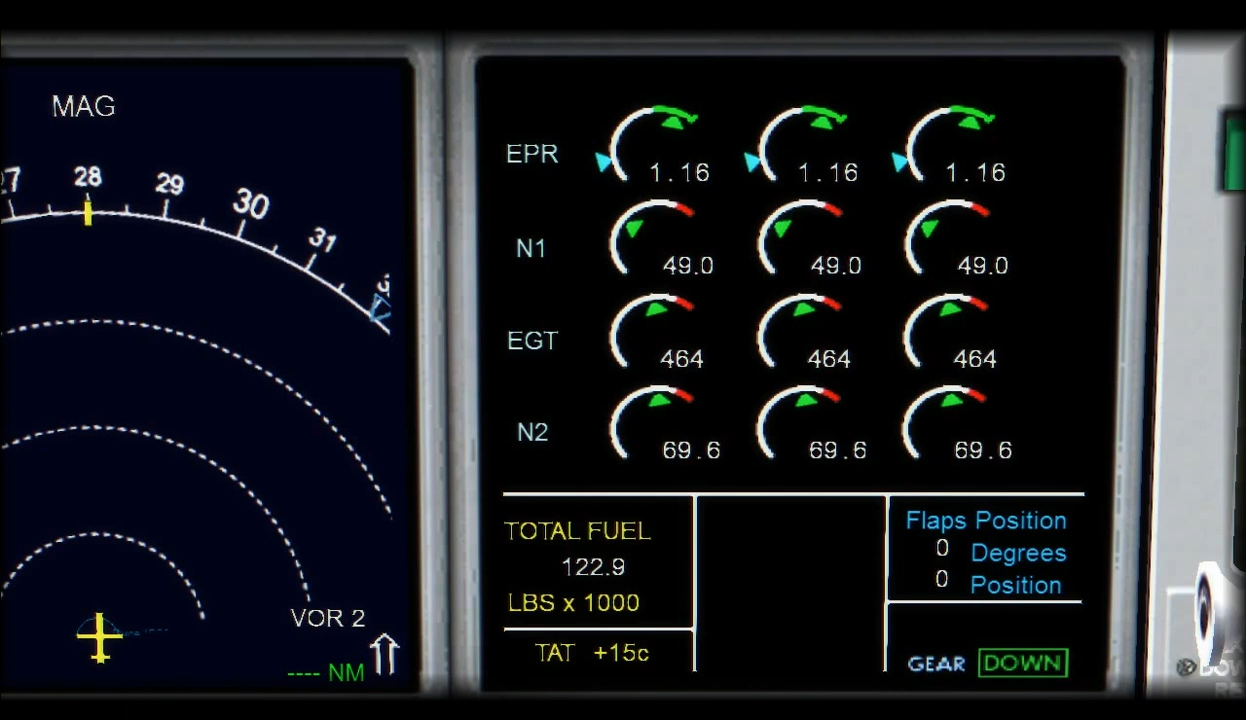 MAG
27 28 29 30 31
VOR 2
---- NM
EPR 1.16 1.16 1.16
N1 49.0 49.0 49.0
EGT 464 464 464
N2 69.6 69.6 69.6
TOTAL FUEL
122.9
LBS x 1000
TAT +15c
Flaps Position
0 Degrees
0 Position
GEAR DOWN